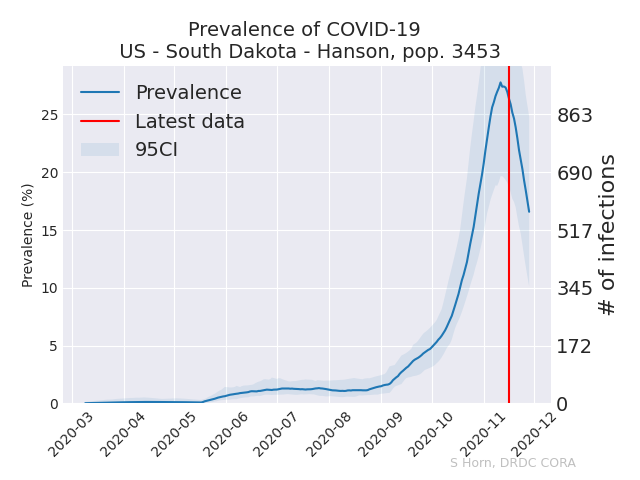 Prevalence of COVID-19
US - South Dakota - Hanson, pop. 3453
Prevalence
Latest data
95CI
Prevalence (%)
25
20
15
10
5
0
863
690
517
345
172
0
# of infections
2020-03
2020-04
2020-05
2020-06
2020-07
2020-08
2020-09
2020-10
2020-11
2020-12
S Horn, DRDC CORA